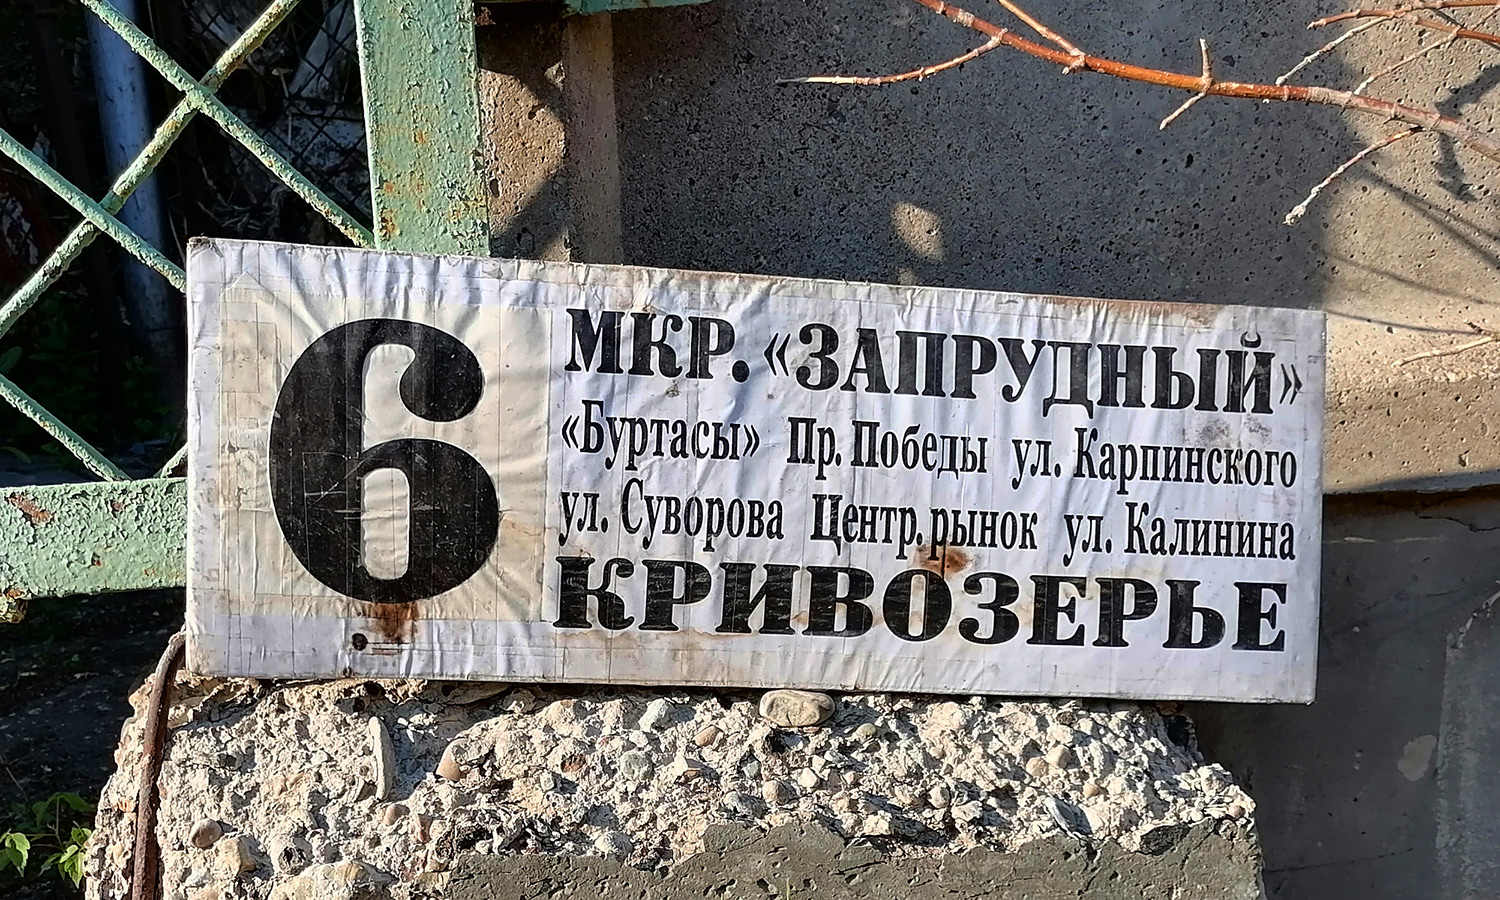 6
МКР. «ЗАПРУДНЫЙ»
«Буртасы» Пр. Победы ул. Карпинского
ул. Суворова Центр. рынок ул. Калинина
КРИВОЗЕРЬЕ